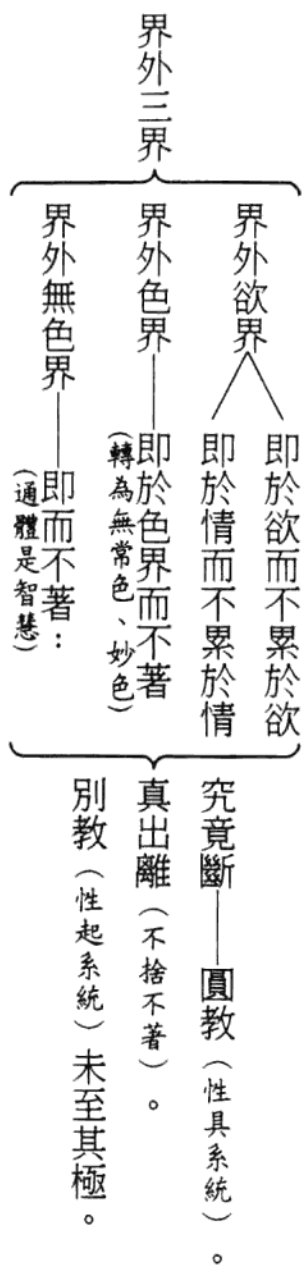 界外三界
界外欲界
即於欲而不累於欲
即於情而不累於情
界外色界
即於色界而不著
（轉為無常色、妙色）
界外無色界
即而不著：
（通體是智慧）
究竟斷——圓教（性具系統）。
真出離（不捨不著）。
別教（性起系統）未至其極。